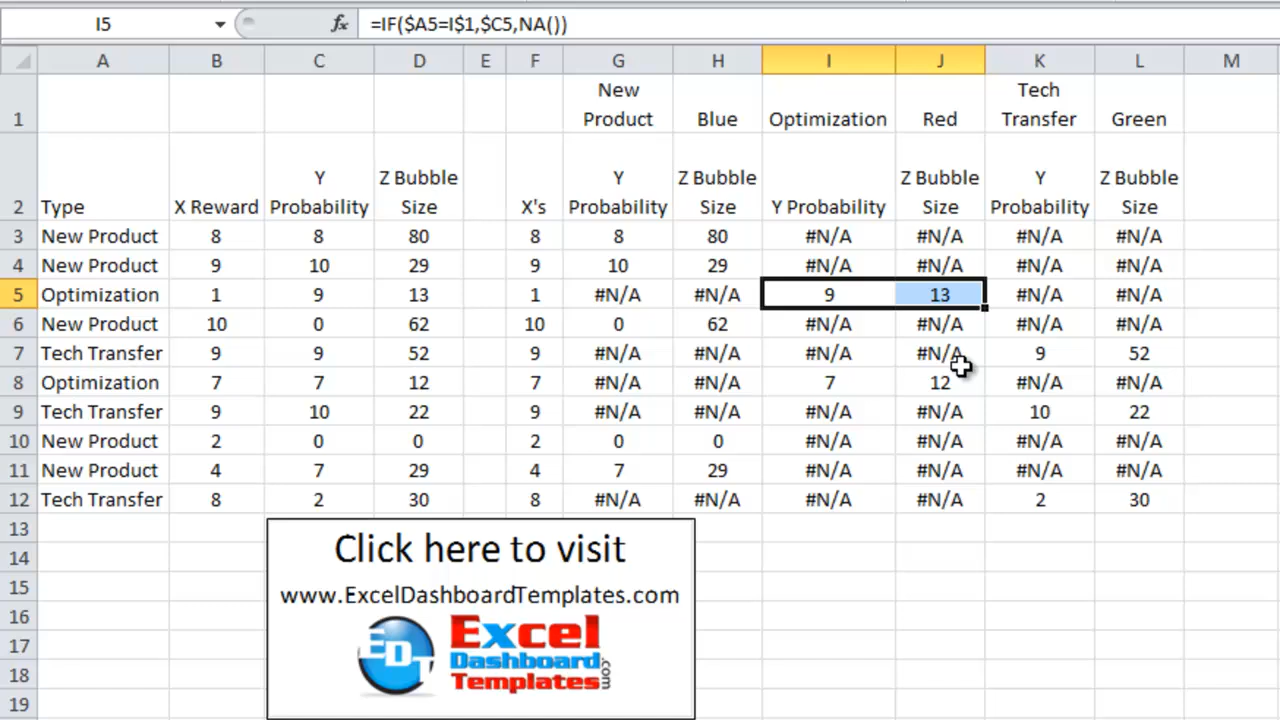 I5 fx =IF($A5=I$1,$C5,NA())
A B C D E F G H I J K L M
New Tech
1 Product Blue Optimization Red Transfer Green
Y Z Bubble Y Z Bubble Z Bubble Y Z Bubble
2 Type X Reward Probability Size X's Probability Size Y Probability Size Probability Size
3 New Product 8 8 80 8 8 80 #N/A #N/A #N/A #N/A
4 New Product 9 10 29 9 10 29 #N/A #N/A #N/A #N/A
5 Optimization 1 9 13 1 #N/A #N/A 9 13 #N/A #N/A
6 New Product 10 0 62 10 0 62 #N/A #N/A #N/A #N/A
7 Tech Transfer 9 9 52 9 #N/A #N/A #N/A #N/A 9 52
8 Optimization 7 7 12 7 #N/A #N/A 7 12 #N/A #N/A
9 Tech Transfer 9 10 22 9 #N/A #N/A #N/A #N/A 10 22
10 New Product 2 0 0 2 0 0 #N/A #N/A #N/A #N/A
11 New Product 4 7 29 4 7 29 #N/A #N/A #N/A #N/A
12 Tech Transfer 8 2 30 8 #N/A #N/A #N/A #N/A 2 30
13
14
15
16
17
18
19
Click here to visit
www.ExcelDashboardTemplates.com
EDT
Excel
Dashboard
Templates.com